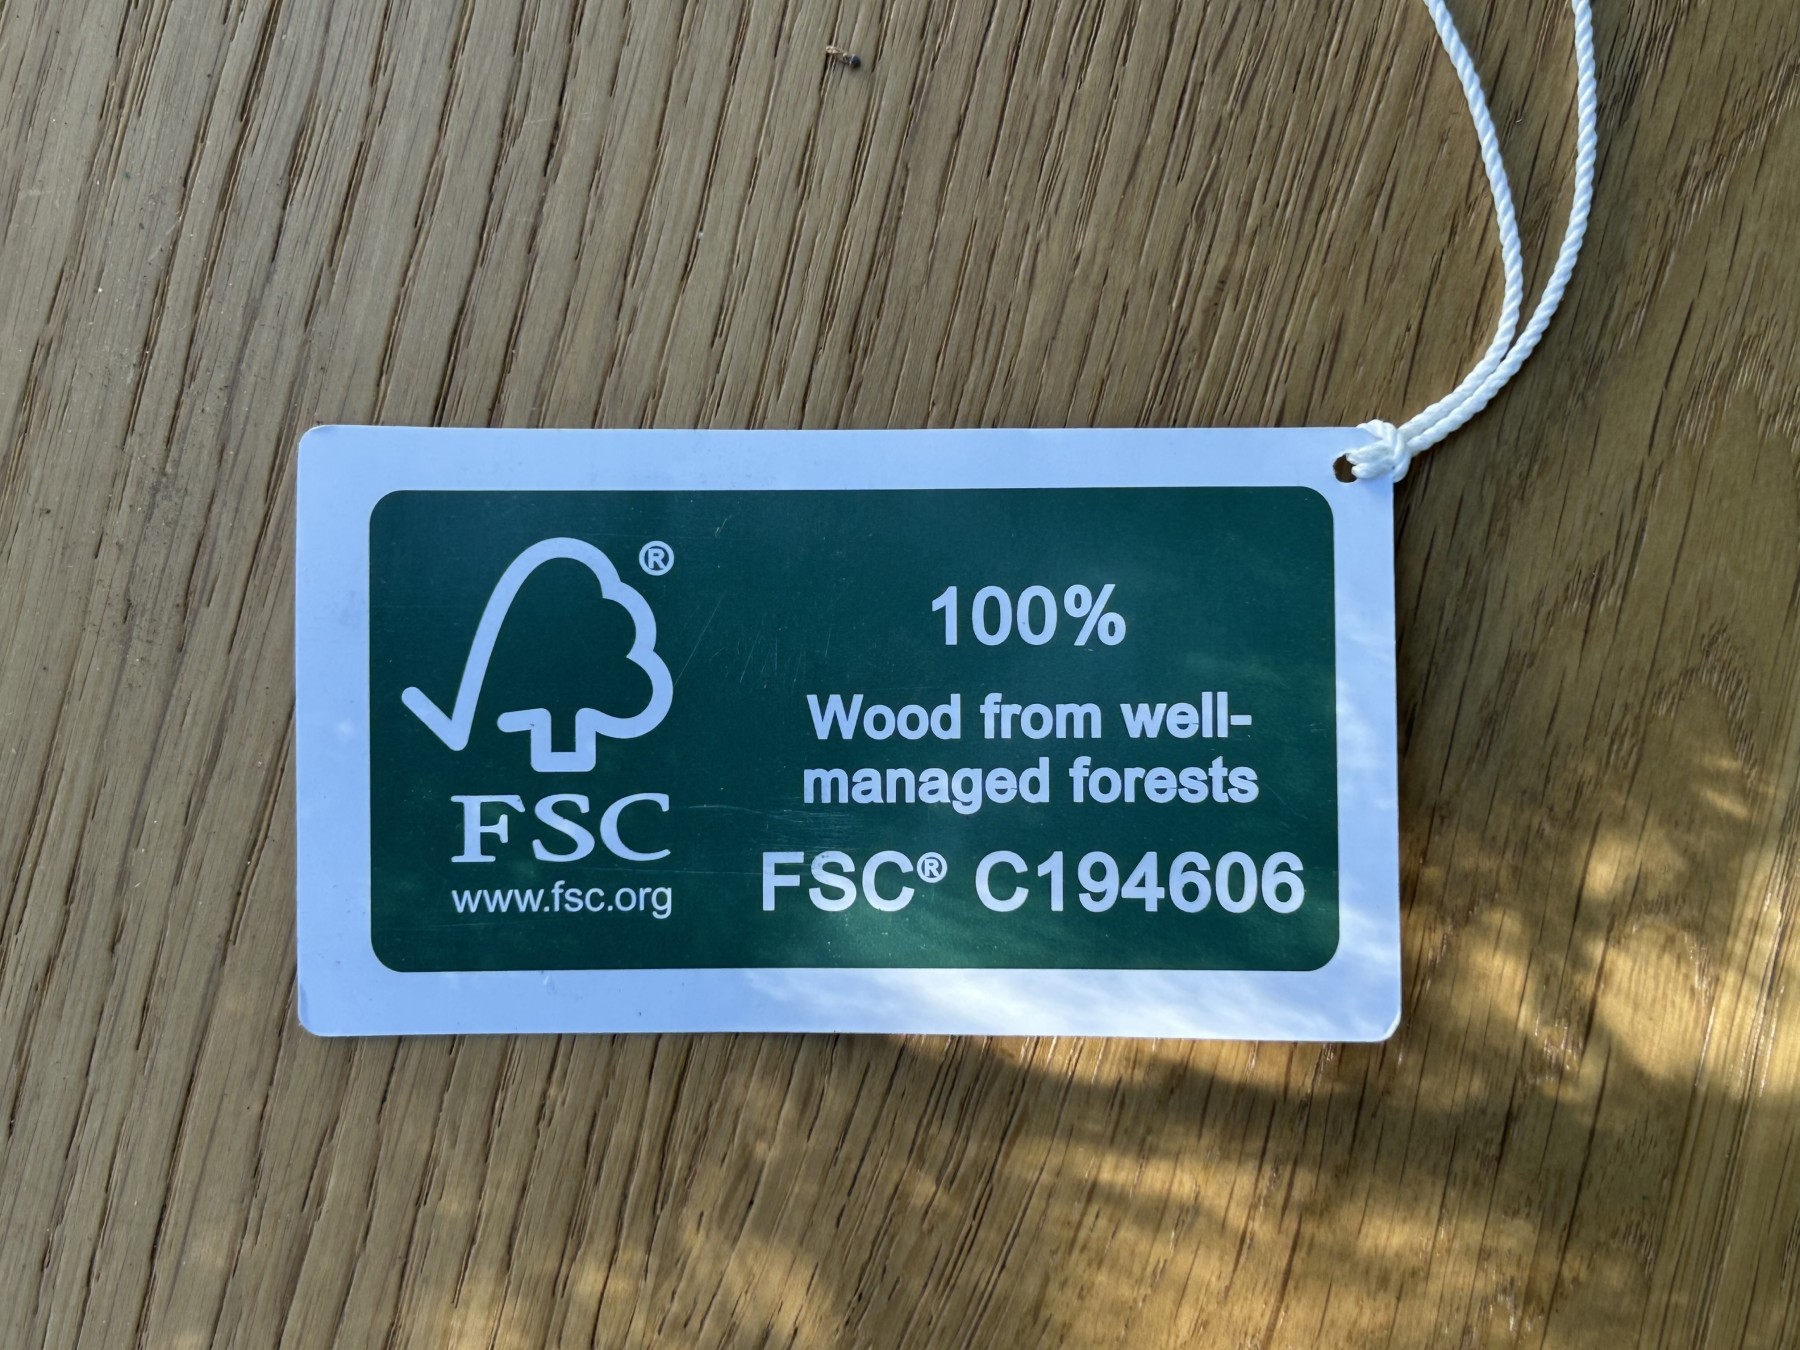 ®
FSC
www.fsc.org
100%
Wood from well-
managed forests
FSC® C194606